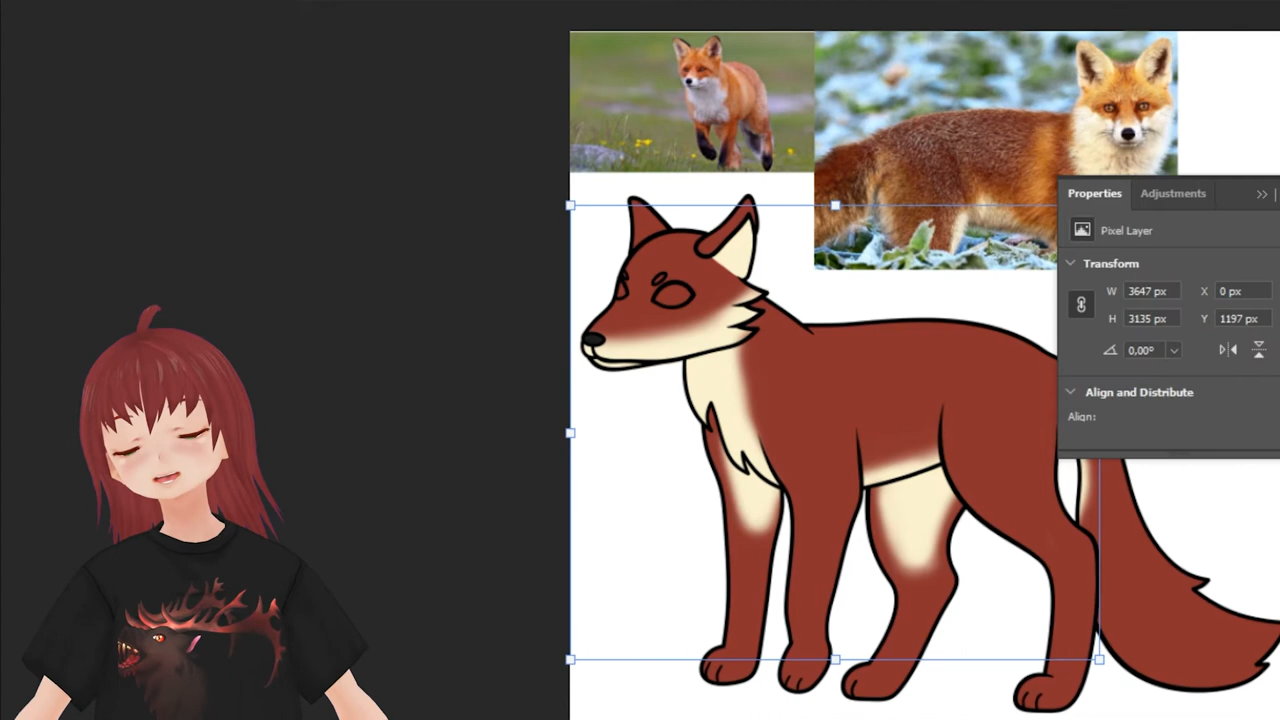 Properties
Adjustments
Pixel Layer
Transform
W 3647 px X 0 px
H 3135 px Y 1197 px
0,00°
Align and Distribute
Align: